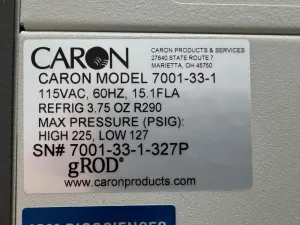 CARON
CARON PRODUCTS & SERVICES
27640 STATE ROUTE 7
MARIETTA, OH 45750
CARON MODEL 7001-33-1
115VAC, 60HZ, 15.1FLA
REFRIG 3.75 OZ R290
MAX PRESSURE (PSIG):
HIGH 225, LOW 127
SN# 7001-33-1-327P
gROD®
www.caronproducts.com